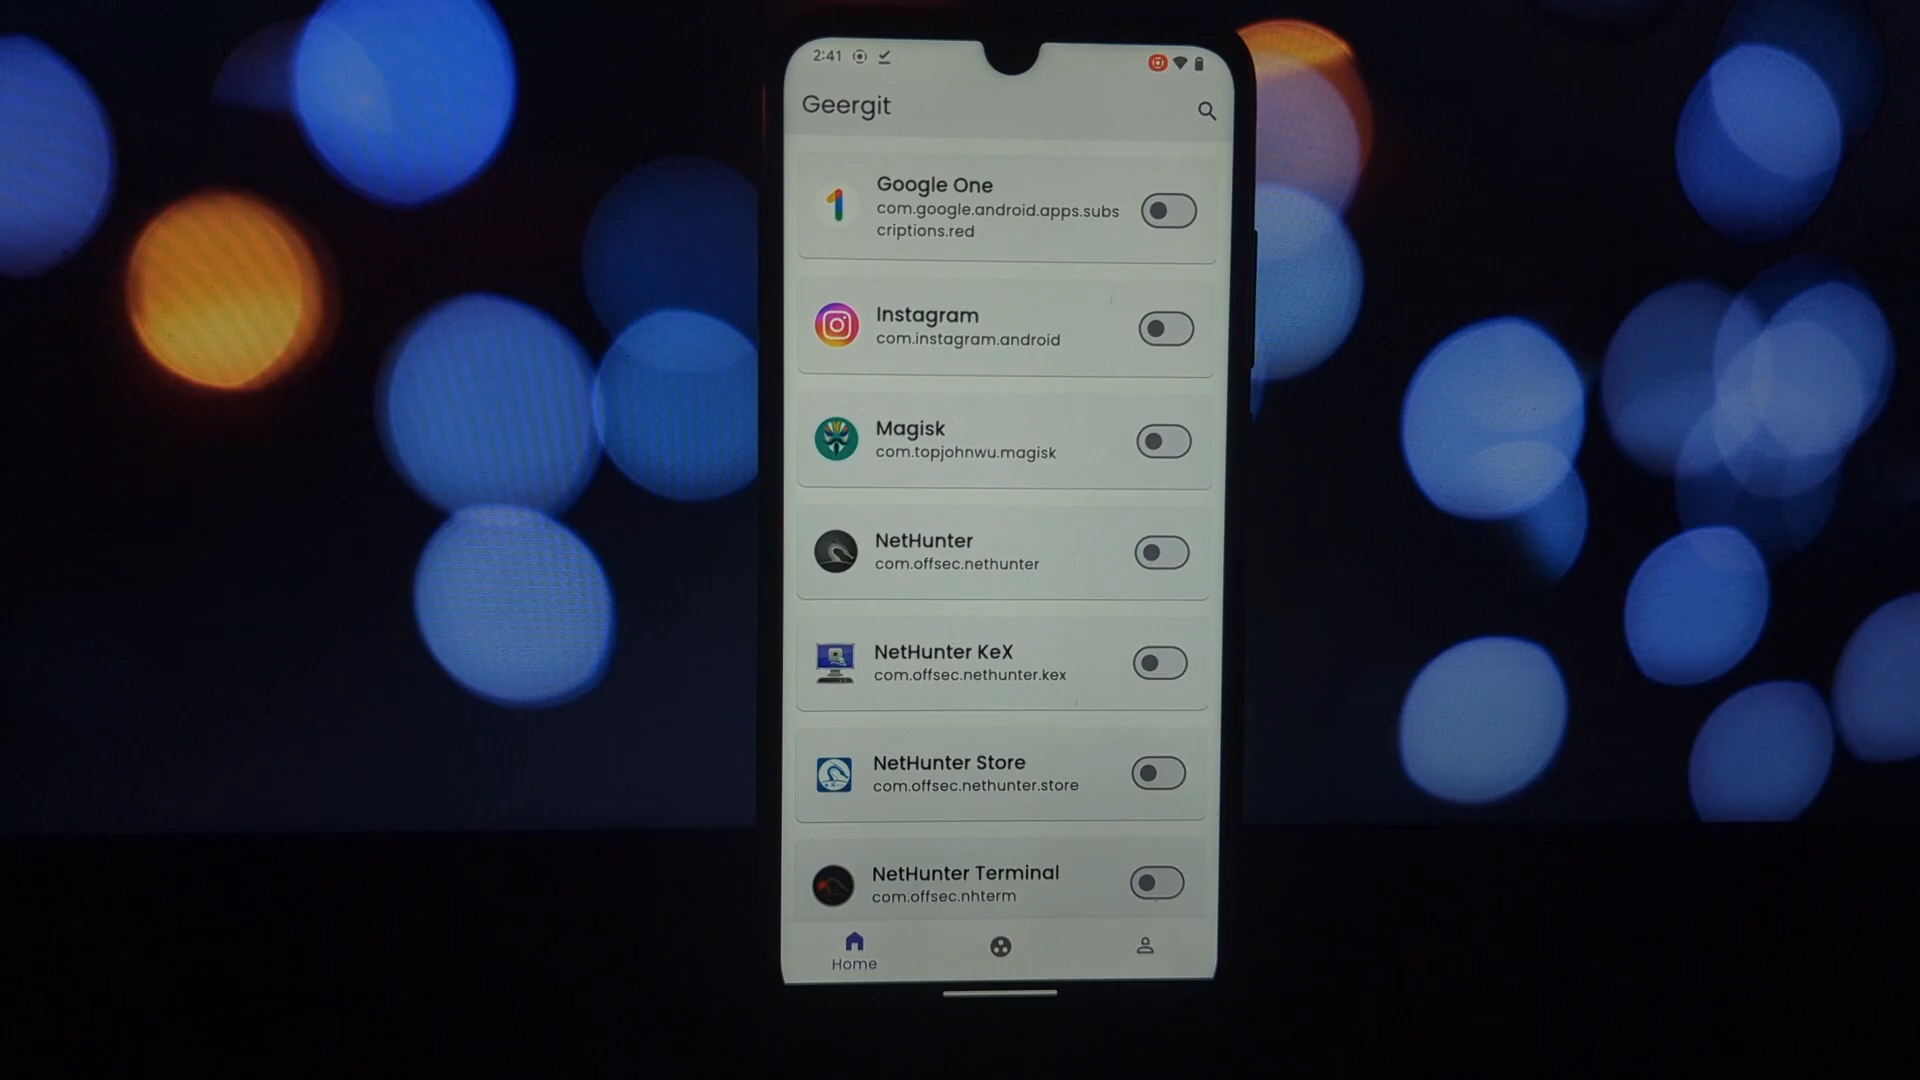 2:41
Geergit
Google One
com.google.android.apps.subs
criptions.red
Instagram
com.instagram.android
Magisk
com.topjohnwu.magisk
NetHunter
com.offsec.nethunter
NetHunter KeX
com.offsec.nethunter.kex
NetHunter Store
com.offsec.nethunter.store
NetHunter Terminal
com.offsec.nhterm
Home